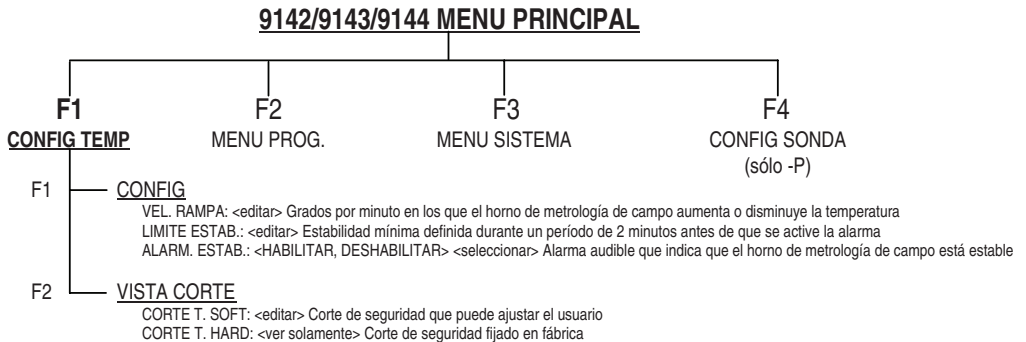 9142/9143/9144 MENU PRINCIPAL
F1 F2 F3 F4
CONFIG TEMP MENU PROG. MENU SISTEMA CONFIG SONDA
(sólo -P)
F1 CONFIG
VEL. RAMPA: <editar> Grados por minuto en los que el horno de metrología de campo aumenta o disminuye la temperatura
LIMITE ESTAB.: <editar> Estabilidad mínima definida durante un período de 2 minutos antes de que se active la alarma
ALARM. ESTAB.: <HABILITAR, DESHABILITAR> <seleccionar> Alarma audible que indica que el horno de metrología de campo está estable
F2 VISTA CORTE
CORTE T. SOFT: <editar> Corte de seguridad que puede ajustar el usuario
CORTE T. HARD: <ver solamente> Corte de seguridad fijado en fábrica